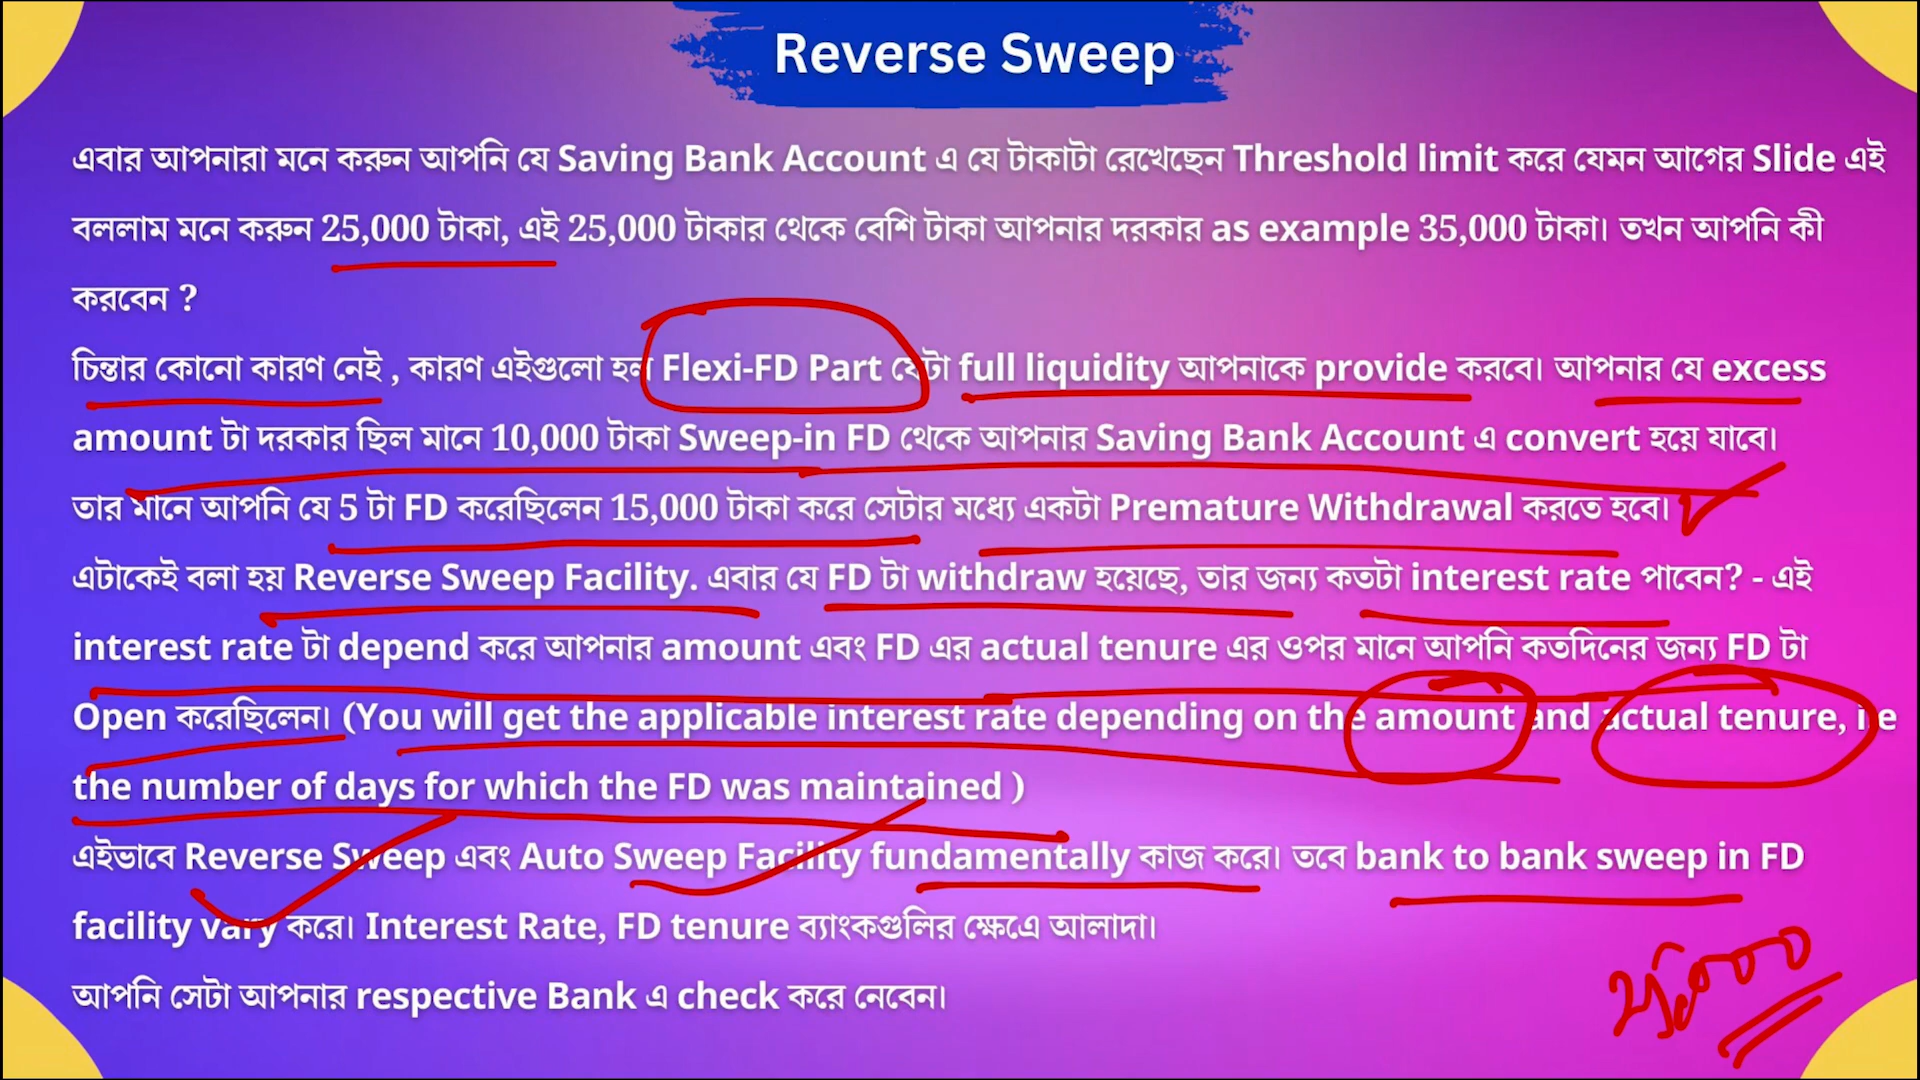 Reverse Sweep
এবার আপনারা মনে করুন আপনি যে Saving Bank Account এ যে টাকাটা রেখেছেন Threshold limit করে যেমন আগের Slide এই
বললাম মনে করুন 25,000 টাকা, এই 25,000 টাকার থেকে বেশি টাকা আপনার দরকার as example 35,000 টাকা। তখন আপনি কী
করবেন ?
চিন্তার কোনো কারণ নেই , কারণ এইগুলো হল Flexi-FD Part যেটা full liquidity আপনাকে provide করবে। আপনার যে excess
amount টা দরকার ছিল মানে 10,000 টাকা Sweep-in FD থেকে আপনার Saving Bank Account এ convert হয়ে যাবে।
তার মানে আপনি যে 5 টা FD করেছিলেন 15,000 টাকা করে সেটার মধ্যে একটা Premature Withdrawal করতে হবে।
এটাকেই বলা হয় Reverse Sweep Facility. এবার যে FD টা withdraw হয়েছে, তার জন্য কতটা interest rate পাবেন? - এই
interest rate টা depend করে আপনার amount এবং FD এর actual tenure এর ওপর মানে আপনি কতদিনের জন্য FD টা
Open করেছিলেন। (You will get the applicable interest rate depending on the amount and actual tenure, i.e
the number of days for which the FD was maintained )
এইভাবে Reverse Sweep এবং Auto Sweep Facility fundamentally কাজ করে। তবে bank to bank sweep in FD
facility vary করে। Interest Rate, FD tenure ব্যাংকগুলির ক্ষেত্রে আলাদা।
আপনি সেটা আপনার respective Bank এ check করে নেবেন।